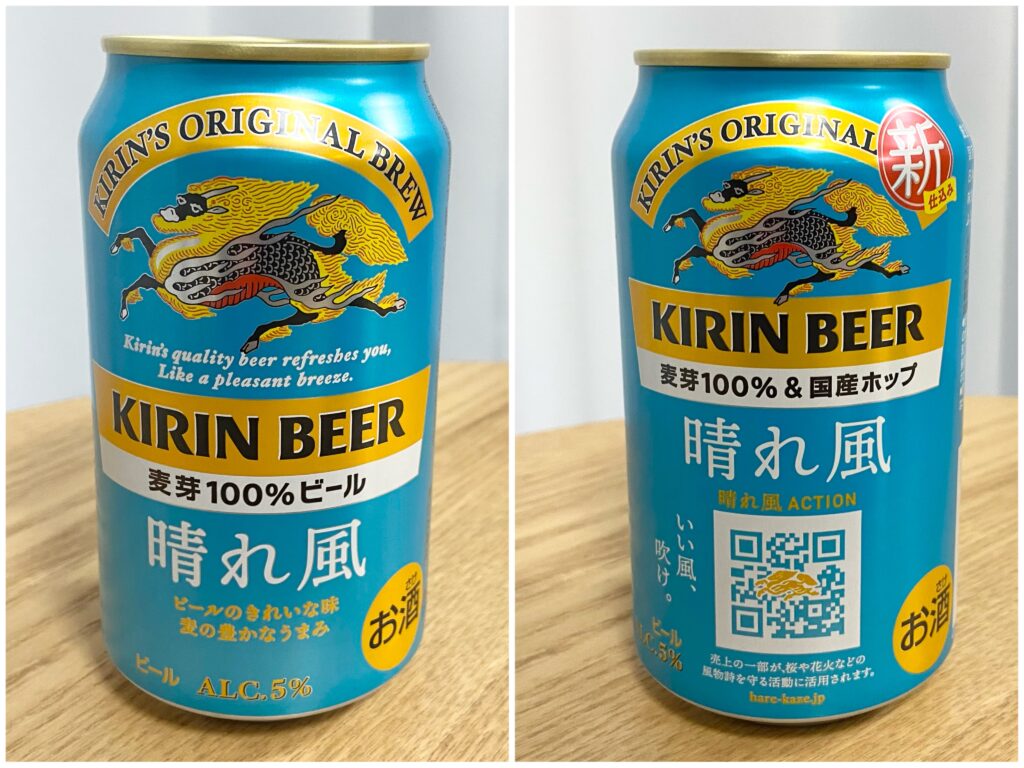 KIRIN'S ORIGINAL BREW
Kirin's quality beer refreshes you,
Like a pleasant breeze.
KIRIN BEER
麦芽100%ビール
晴れ風
ビールのきれいな味
麦の豊かなうまみ
さけ
お酒
ビール ALC.5%
KIRIN'S ORIGINAL
新
仕込み
KIRIN BEER
麦芽100%&国産ホップ
晴れ風
晴れ風 ACTION
いい風、
吹け。
ビール
ALC.5%
さけ
お酒
売上の一部が、桜や花火などの
風物詩を守る活動に活用されます。
hare-kaze.jp